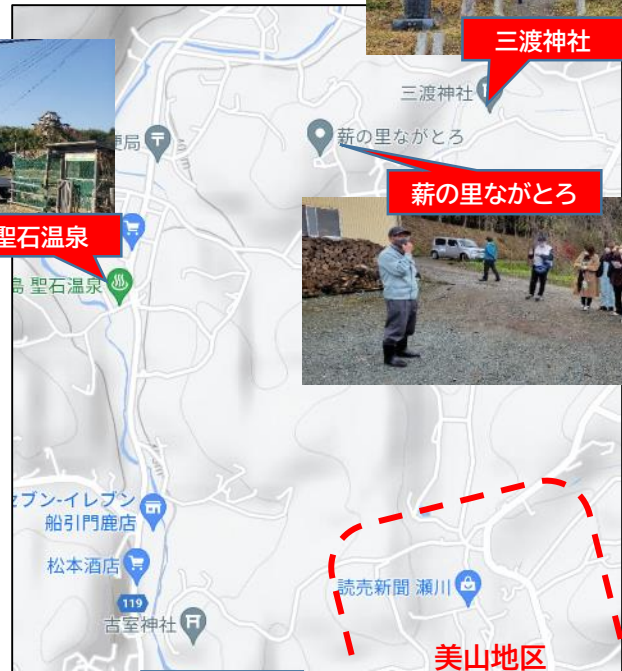 三渡神社
三渡神社
便局
薪の里ながとろ
薪の里ながとろ
聖石温泉
島 聖石温泉
セブン-イレブン
船引門鹿店
松本酒店
読売新聞 瀬川
119
古室神社
美山地区